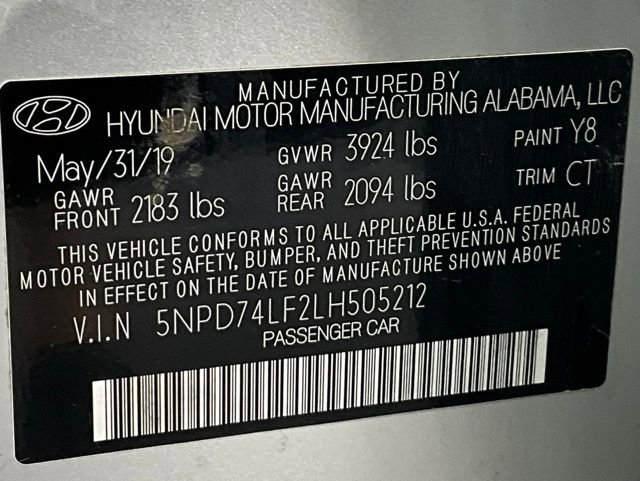 MANUFACTURED BY
HYUNDAI MOTOR MANUFACTURING ALABAMA, LLC
May/31/19 GVWR 3924 lbs PAINT Y8
GAWR FRONT 2183 lbs GAWR REAR 2094 lbs TRIM CT
THIS VEHICLE CONFORMS TO ALL APPLICABLE U.S.A. FEDERAL
MOTOR VEHICLE SAFETY, BUMPER, AND THEFT PREVENTION STANDARDS
IN EFFECT ON THE DATE OF MANUFACTURE SHOWN ABOVE
V.I.N 5NPD74LF2LH505212
PASSENGER CAR